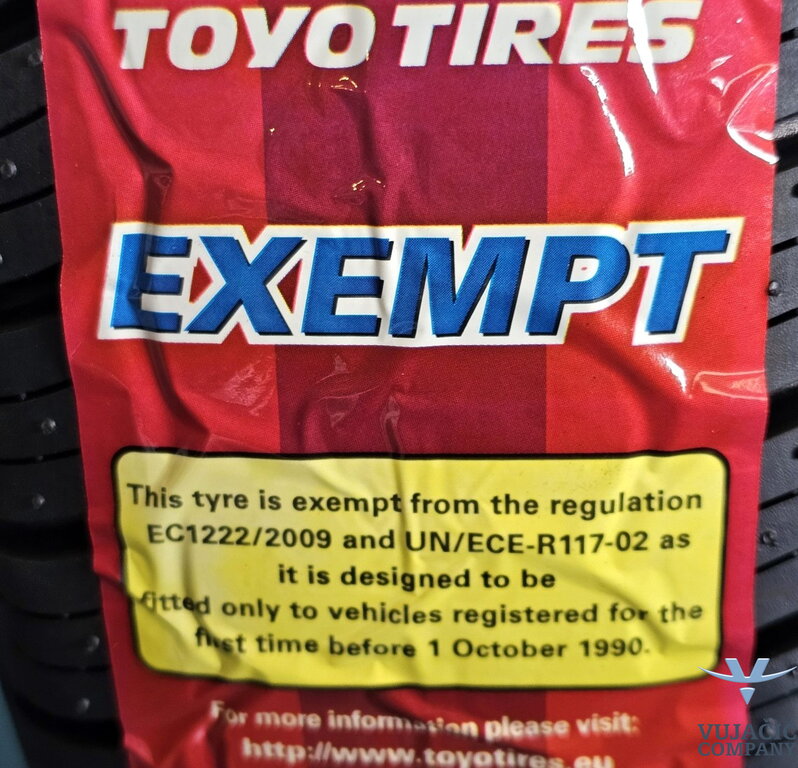 TOYO TIRES
EXEMPT
This tyre is exempt from the regulation
EC1222/2009 and UN/ECE-R117-02 as
it is designed to be
fitted only to vehicles registered for the
first time before 1 October 1990.
For more information please visit:
http://www.toyotires.eu
VUJAČIĆ
COMPANY